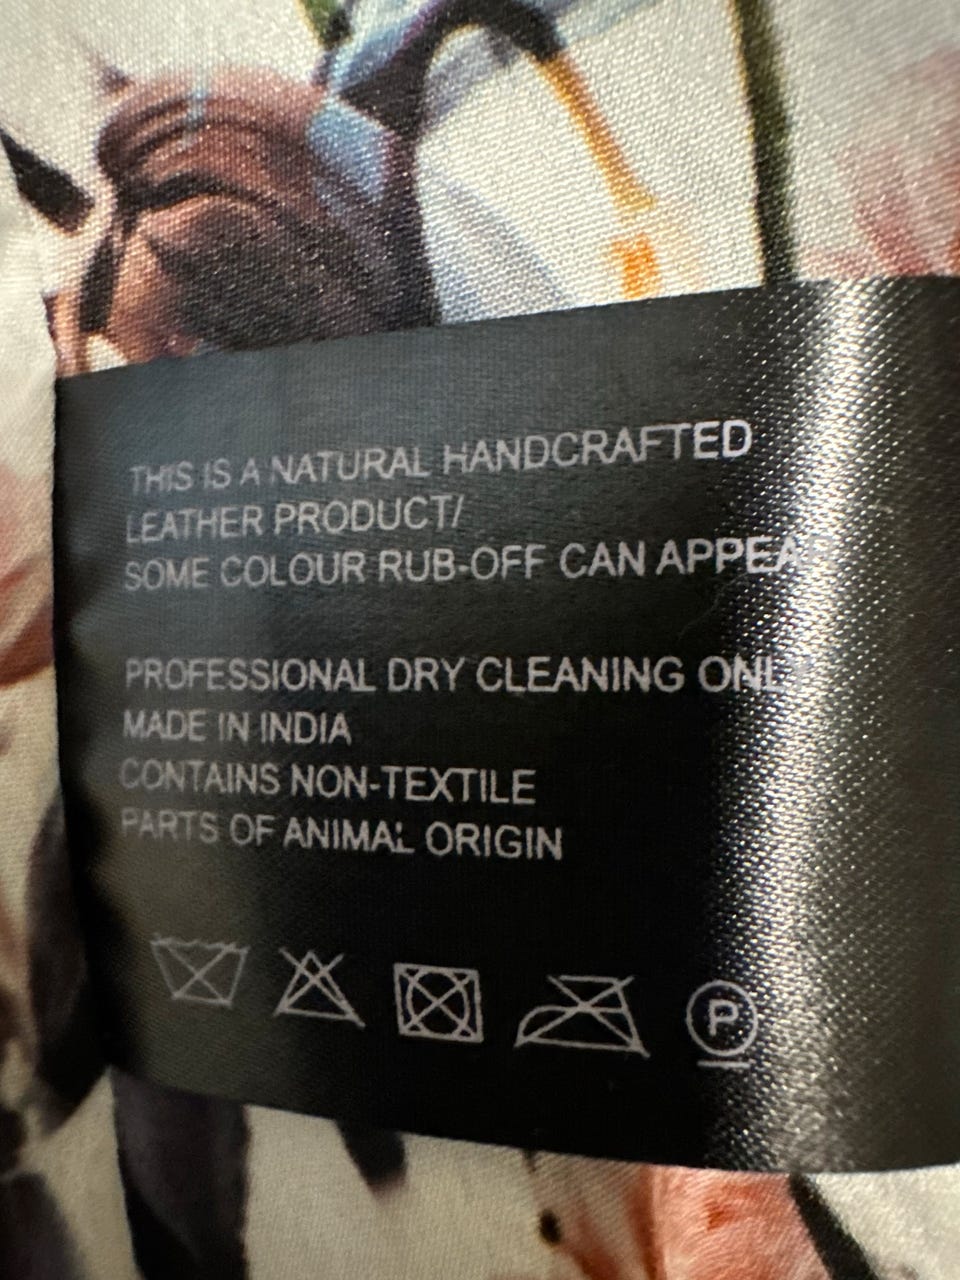 THIS IS A NATURAL HANDCRAFTED
LEATHER PRODUCT/
SOME COLOUR RUB-OFF CAN APPEA
PROFESSIONAL DRY CLEANING ONL
MADE IN INDIA
CONTAINS NON-TEXTILE
PARTS OF ANIMAL ORIGIN
P